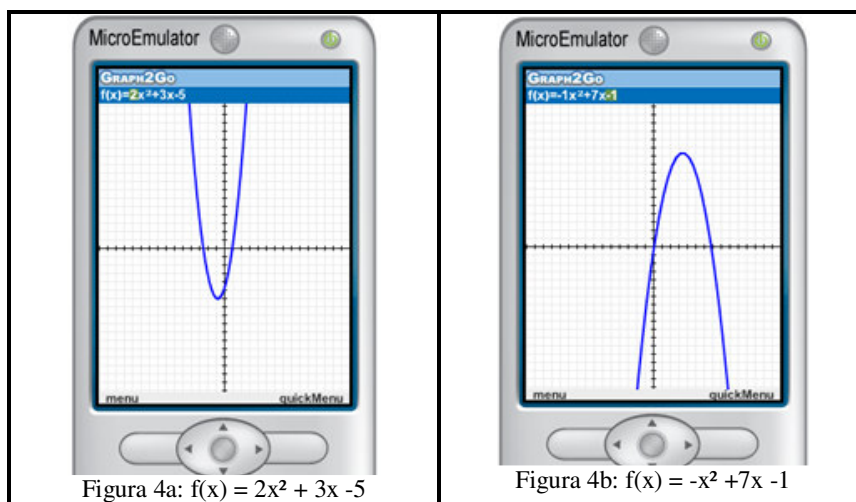 MicroEmulator
GRAPH2GO
f(x)=2x²+3x-5
menu quickMenu
Figura 4a: f(x) = 2x² + 3x -5
MicroEmulator
GRAPH2GO
f(x)=-1x²+7x-1
menu quickMenu
Figura 4b: f(x) = -x² +7x -1